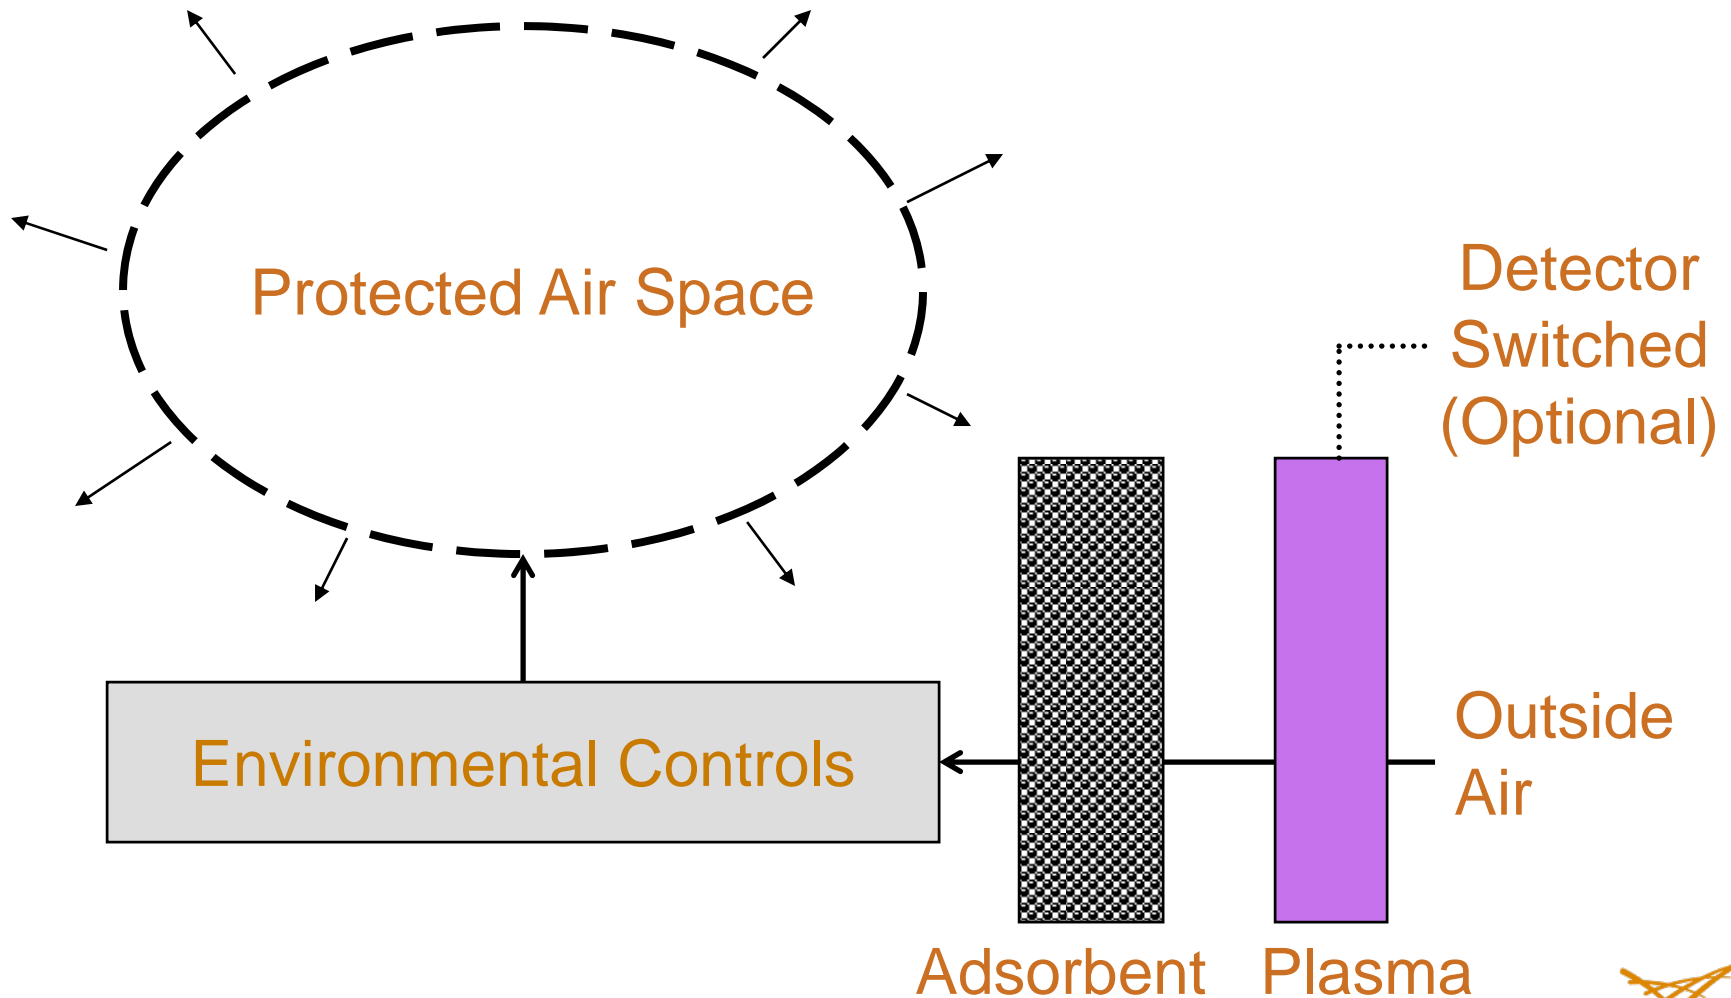 Protected Air Space
Detector
Switched
(Optional)
Environmental Controls
Outside
Air
Adsorbent
Plasma